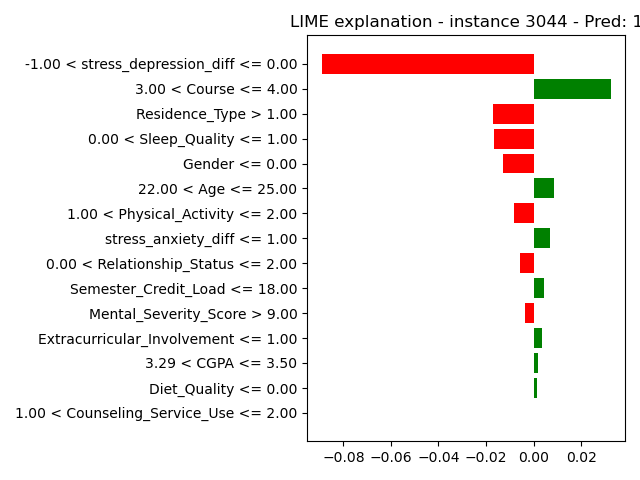 LIME explanation - instance 3044 - Pred: 1
-1.00 < stress_depression_diff <= 0.00
3.00 < Course <= 4.00
Residence_Type > 1.00
0.00 < Sleep_Quality <= 1.00
Gender <= 0.00
22.00 < Age <= 25.00
1.00 < Physical_Activity <= 2.00
stress_anxiety_diff <= 1.00
0.00 < Relationship_Status <= 2.00
Semester_Credit_Load <= 18.00
Mental_Severity_Score > 9.00
Extracurricular_Involvement <= 1.00
3.29 < CGPA <= 3.50
Diet_Quality <= 0.00
1.00 < Counseling_Service_Use <= 2.00
−0.08 −0.06 −0.04 −0.02 0.00 0.02